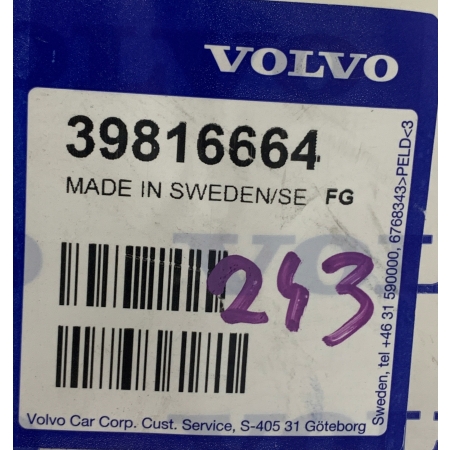 VOLVO
39816664
MADE IN SWEDEN/SE FG
243
Volvo Car Corp. Cust. Service, S-405 31 Göteborg
Sweden, tel +46 31 590000, 6768343>PELD<3
VOLVO